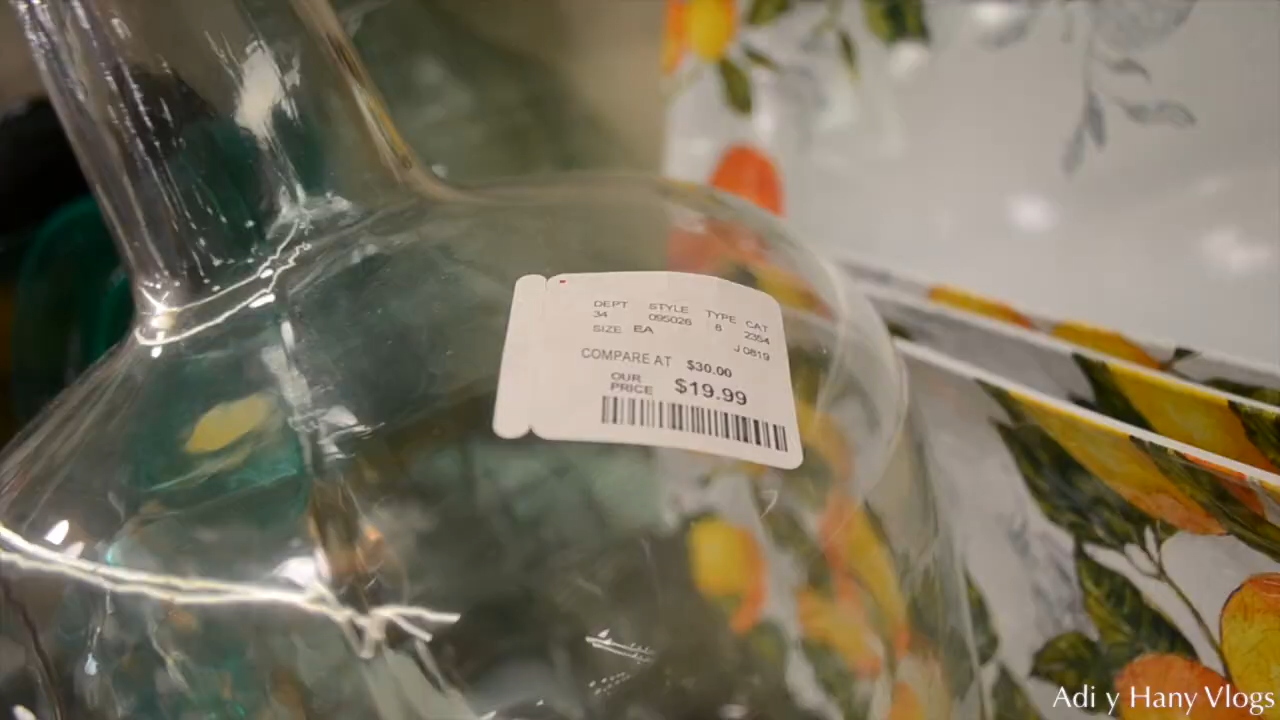 DEPT STYLE TYPE CAT
34 095026 6 2354
SIZE EA J 0819
COMPARE AT $30.00
OUR PRICE $19.99
Adi y Hany Vlogs